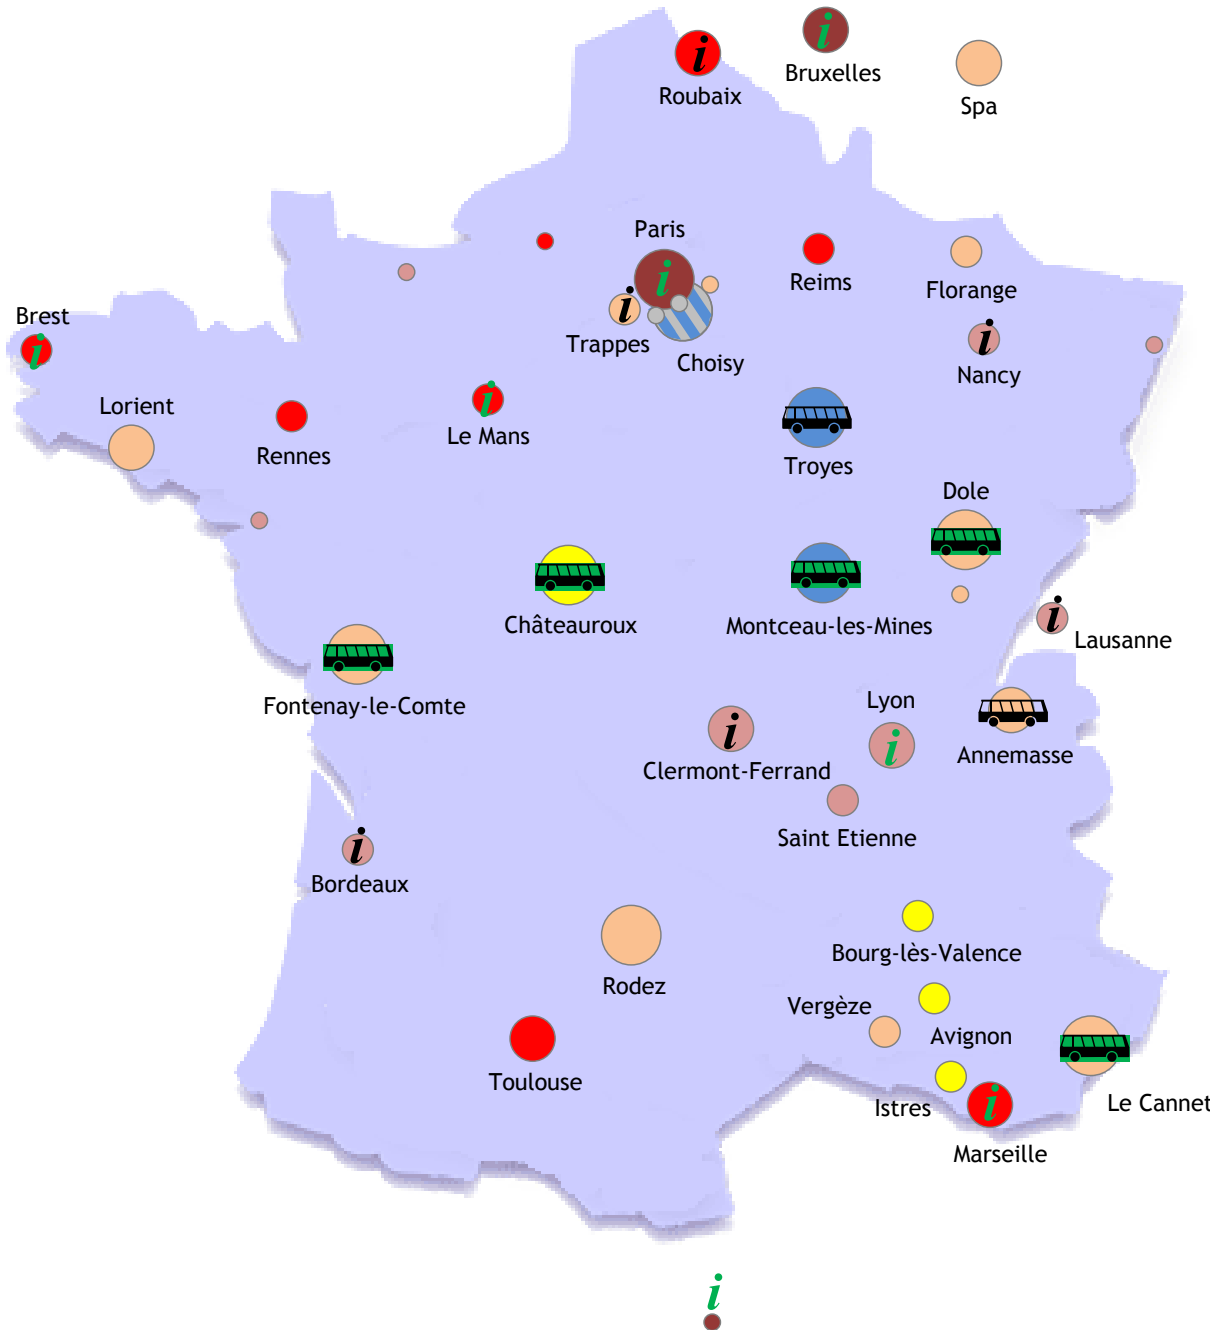 i
Bruxelles
i
Roubaix
Spa
Paris
i
Reims
Florange
i
Trappes
Choisy
i
Nancy
Brest
i
Lorient
Rennes
i
Le Mans
Troyes
Dole
Châteauroux
Montceau-les-Mines
i
Lausanne
Fontenay-le-Comte
Lyon
i
i
Clermont-Ferrand
Annemasse
Saint Etienne
i
Bordeaux
Bourg-lès-Valence
Rodez
Vergèze
Avignon
Toulouse
Istres
i
Le Cannet
Marseille
i